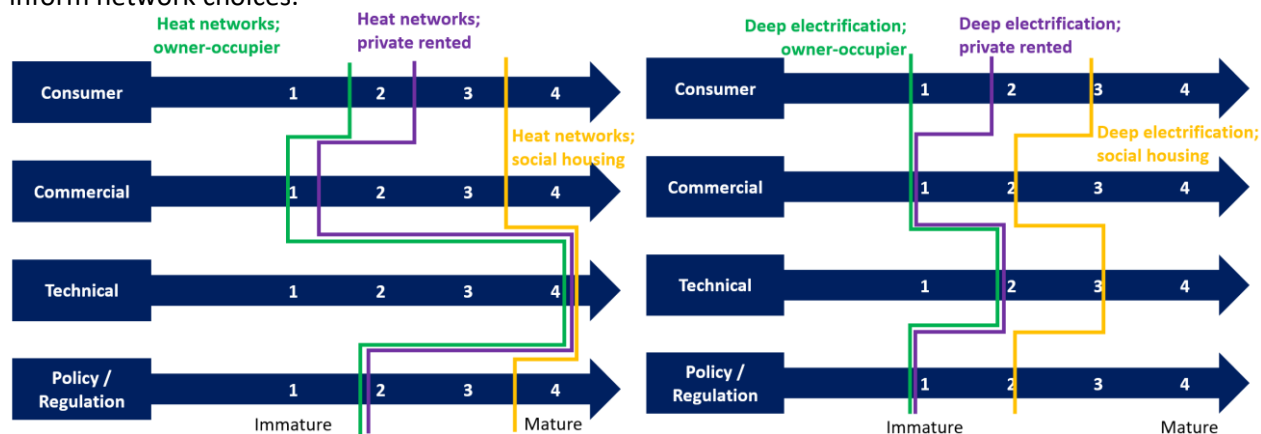 inform network choices.
Heat networks;
owner-occupier
Heat networks;
private rented
Consumer
1 2 3 4
Heat networks;
social housing
Commercial
1 2 3 4
Technical
1 2 3 4
Policy /
Regulation
1 2 3 4
Immature Mature
Deep electrification;
owner-occupier
Deep electrification;
private rented
Consumer
1 2 3 4
Deep electrification;
social housing
Commercial
1 2 3 4
Technical
1 2 3 4
Policy /
Regulation
1 2 3 4
Immature Mature